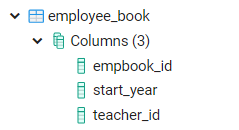 employee_book
Columns (3)
empbook_id
start_year
teacher_id